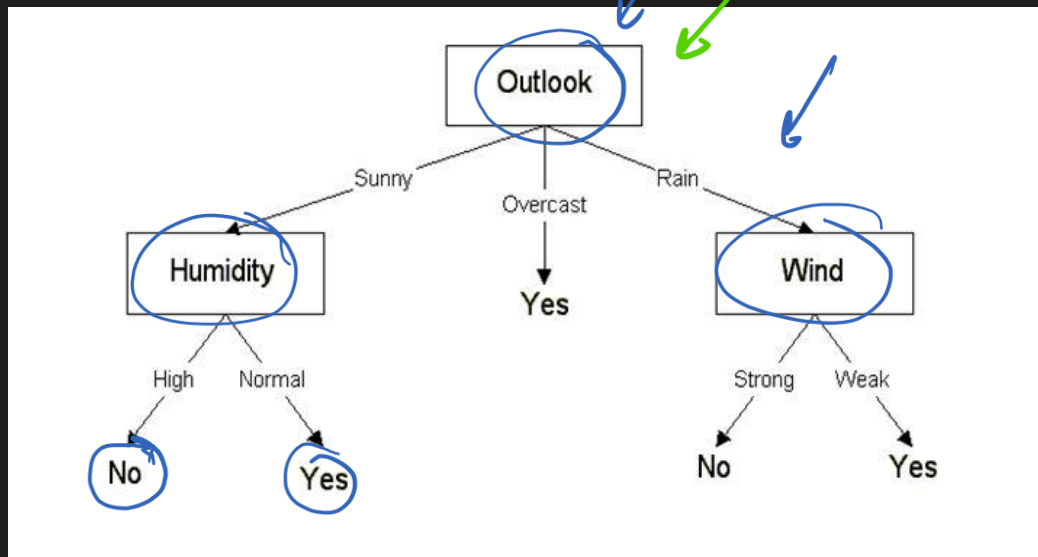 Outlook
Sunny
Overcast
Rain
Humidity
Yes
Wind
High
Normal
Strong
Weak
No
Yes
No
Yes